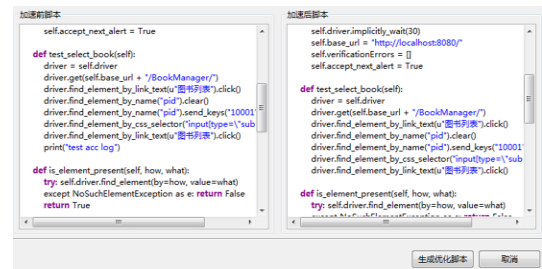 加速前脚本
self.accept_next_alert = True
def test_select_book(self):
driver = self.driver
driver.get(self.base_url + "/BookManager/")
driver.find_element_by_link_text(u"图书列表").click()
driver.find_element_by_name("pid").clear()
driver.find_element_by_name("pid").send_keys("10001"
driver.find_element_by_css_selector("input[type=\"sub
driver.find_element_by_link_text(u"图书列表").click()
print("test acc log")
def is_element_present(self, how, what):
try: self.driver.find_element(by=how, value=what)
except NoSuchElementException as e: return False
return True
加速后脚本
self.driver.implicitly_wait(30)
self.base_url = "http://localhost:8080/"
self.verificationErrors = []
self.accept_next_alert = True
def test_select_book(self):
driver = self.driver
driver.get(self.base_url + "/BookManager/")
driver.find_element_by_link_text(u"图书列表").click()
driver.find_element_by_name("pid").clear()
driver.find_element_by_name("pid").send_keys("10001"
driver.find_element_by_css_selector("input[type=\"sub
driver.find_element_by_link_text(u"图书列表").click()
def is_element_present(self, how, what):
try: self.driver.find_element(by=how, value=what)
except NoSuchElementException as e: return False
生成优化脚本
取消